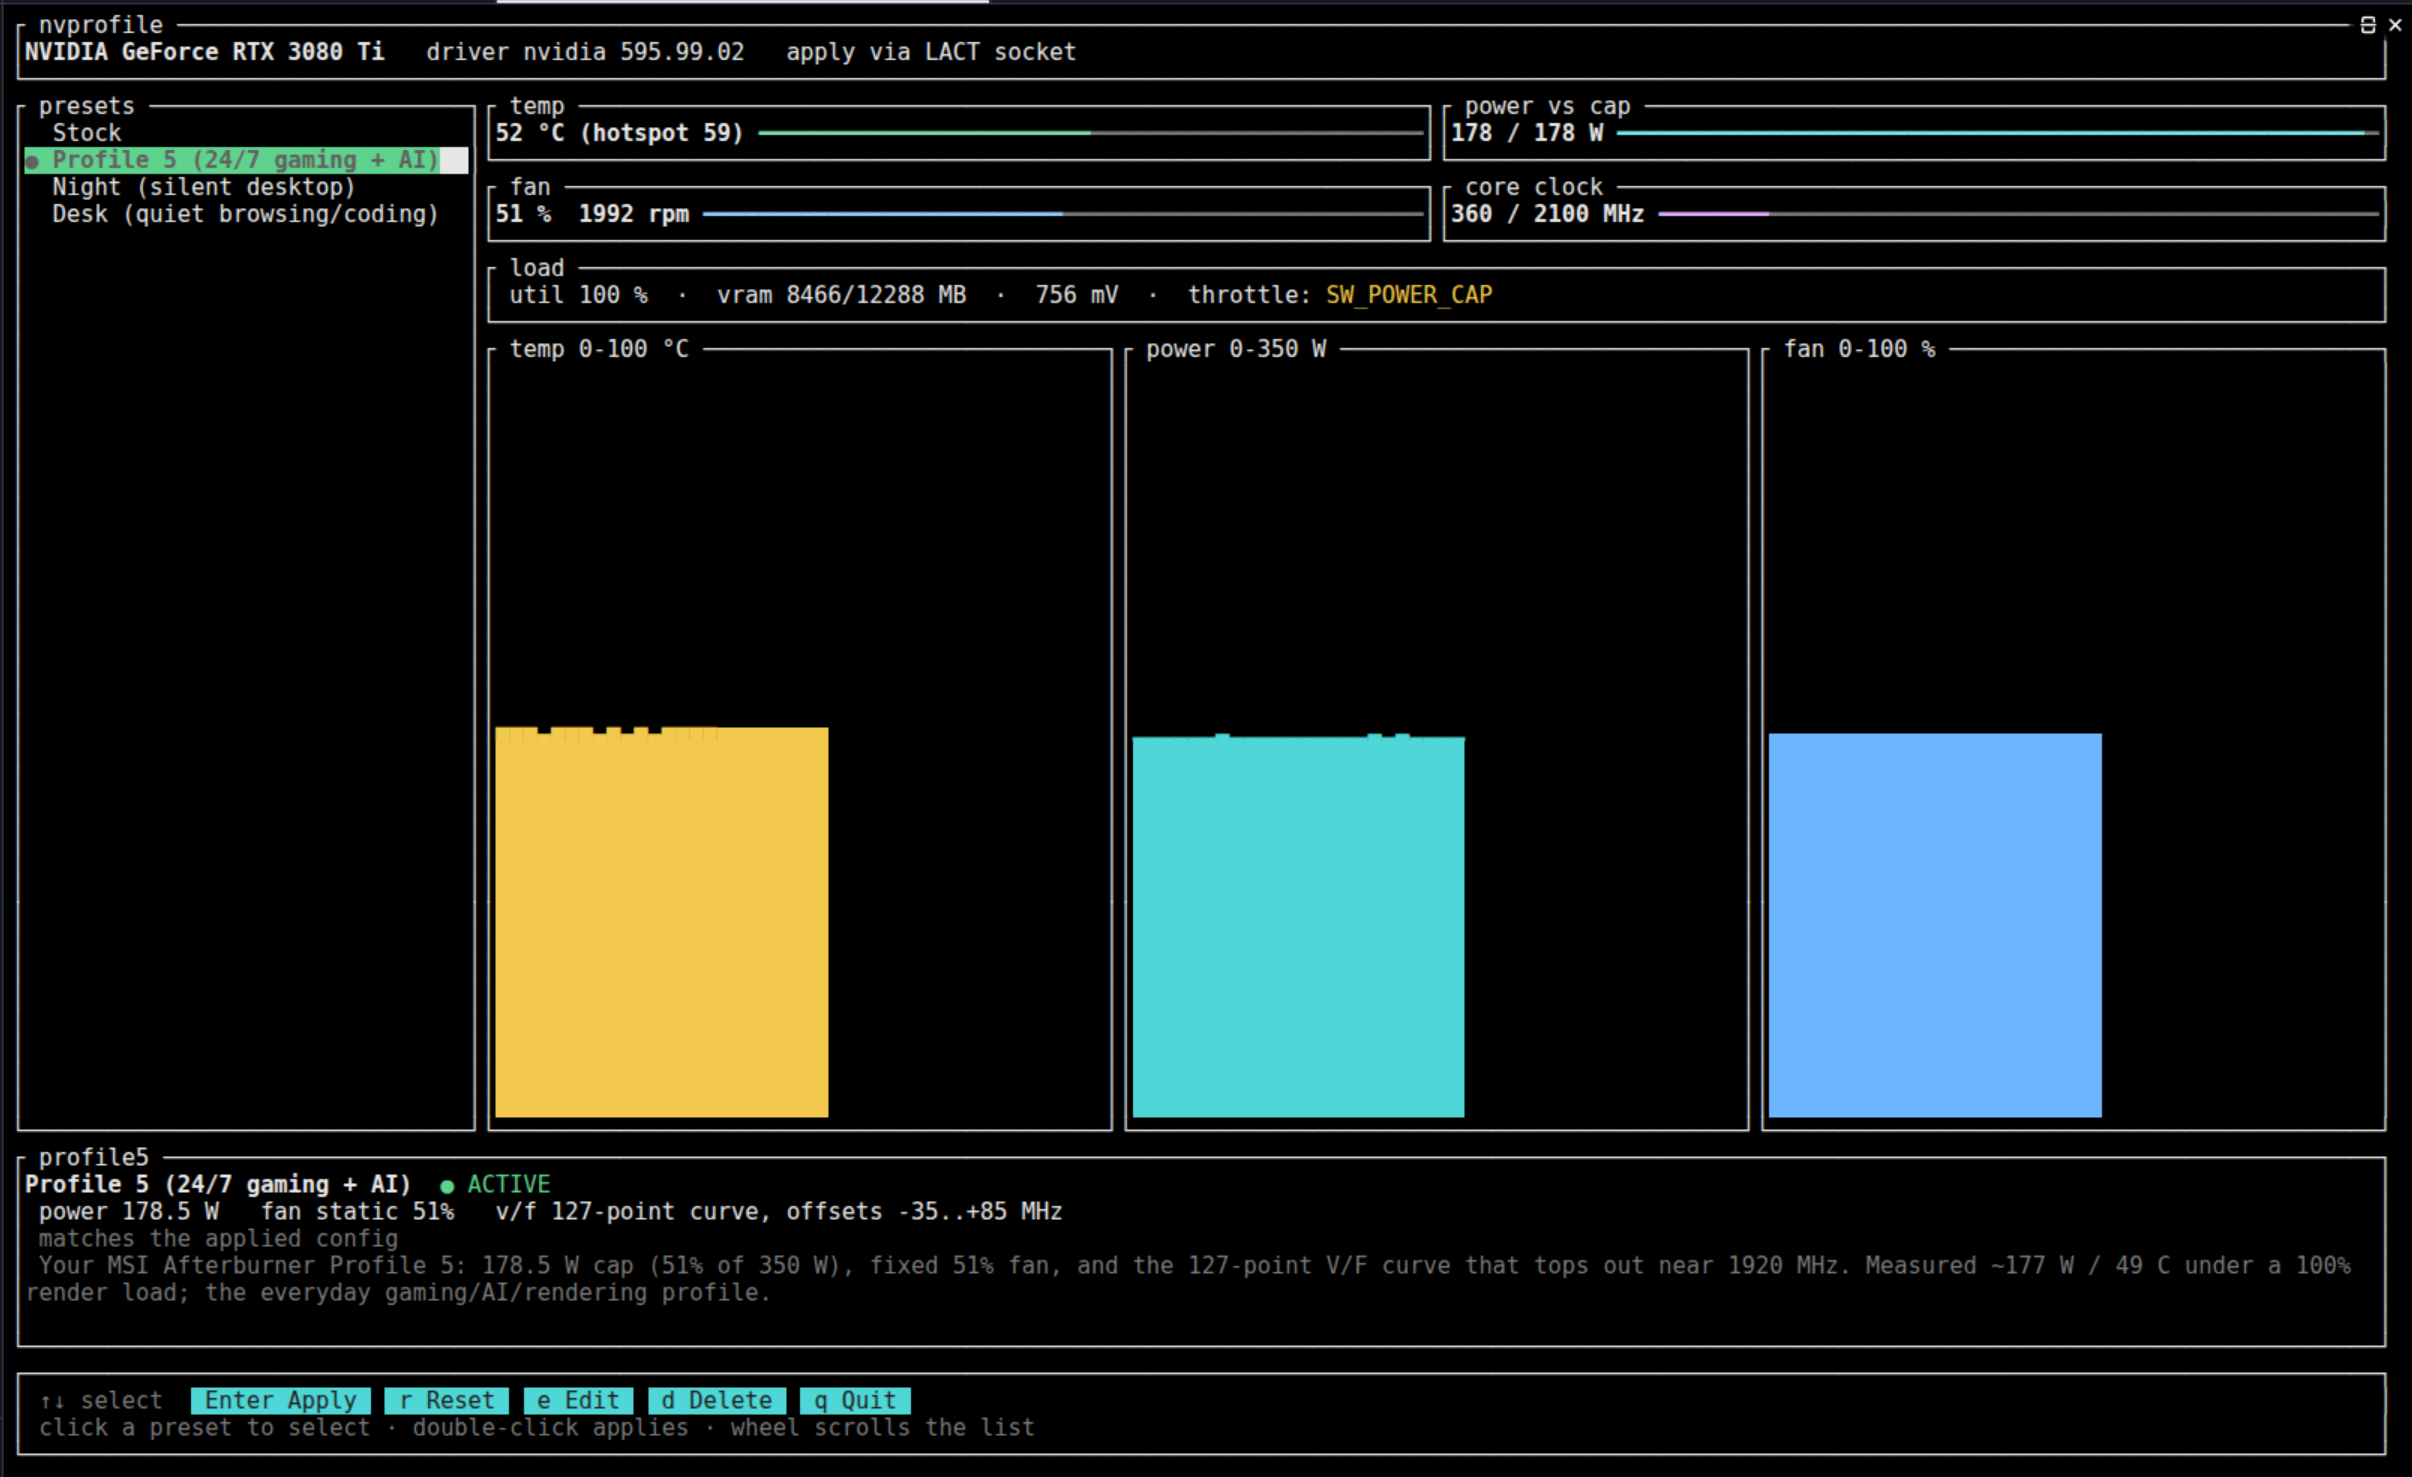 nvprofile
NVIDIA GeForce RTX 3080 Ti   driver nvidia 595.99.02   apply via LACT socket
presets
Stock
● Profile 5 (24/7 gaming + AI)
Night (silent desktop)
Desk (quiet browsing/coding)
temp
52 °C (hotspot 59)
power vs cap
178 / 178 W
fan
51 %  1992 rpm
core clock
360 / 2100 MHz
load
util 100 %  ·  vram 8466/12288 MB  ·  756 mV  ·  throttle: SW_POWER_CAP
temp 0-100 °C
power 0-350 W
fan 0-100 %
profile5
Profile 5 (24/7 gaming + AI)  ● ACTIVE
power 178.5 W   fan static 51%   v/f 127-point curve, offsets -35..+85 MHz
matches the applied config
Your MSI Afterburner Profile 5: 178.5 W cap (51% of 350 W), fixed 51% fan, and the 127-point V/F curve that tops out near 1920 MHz. Measured ~177 W / 49 C under a 100%
render load; the everyday gaming/AI/rendering profile.
↑↓ select   Enter Apply   r Reset   e Edit   d Delete   q Quit
click a preset to select · double-click applies · wheel scrolls the list